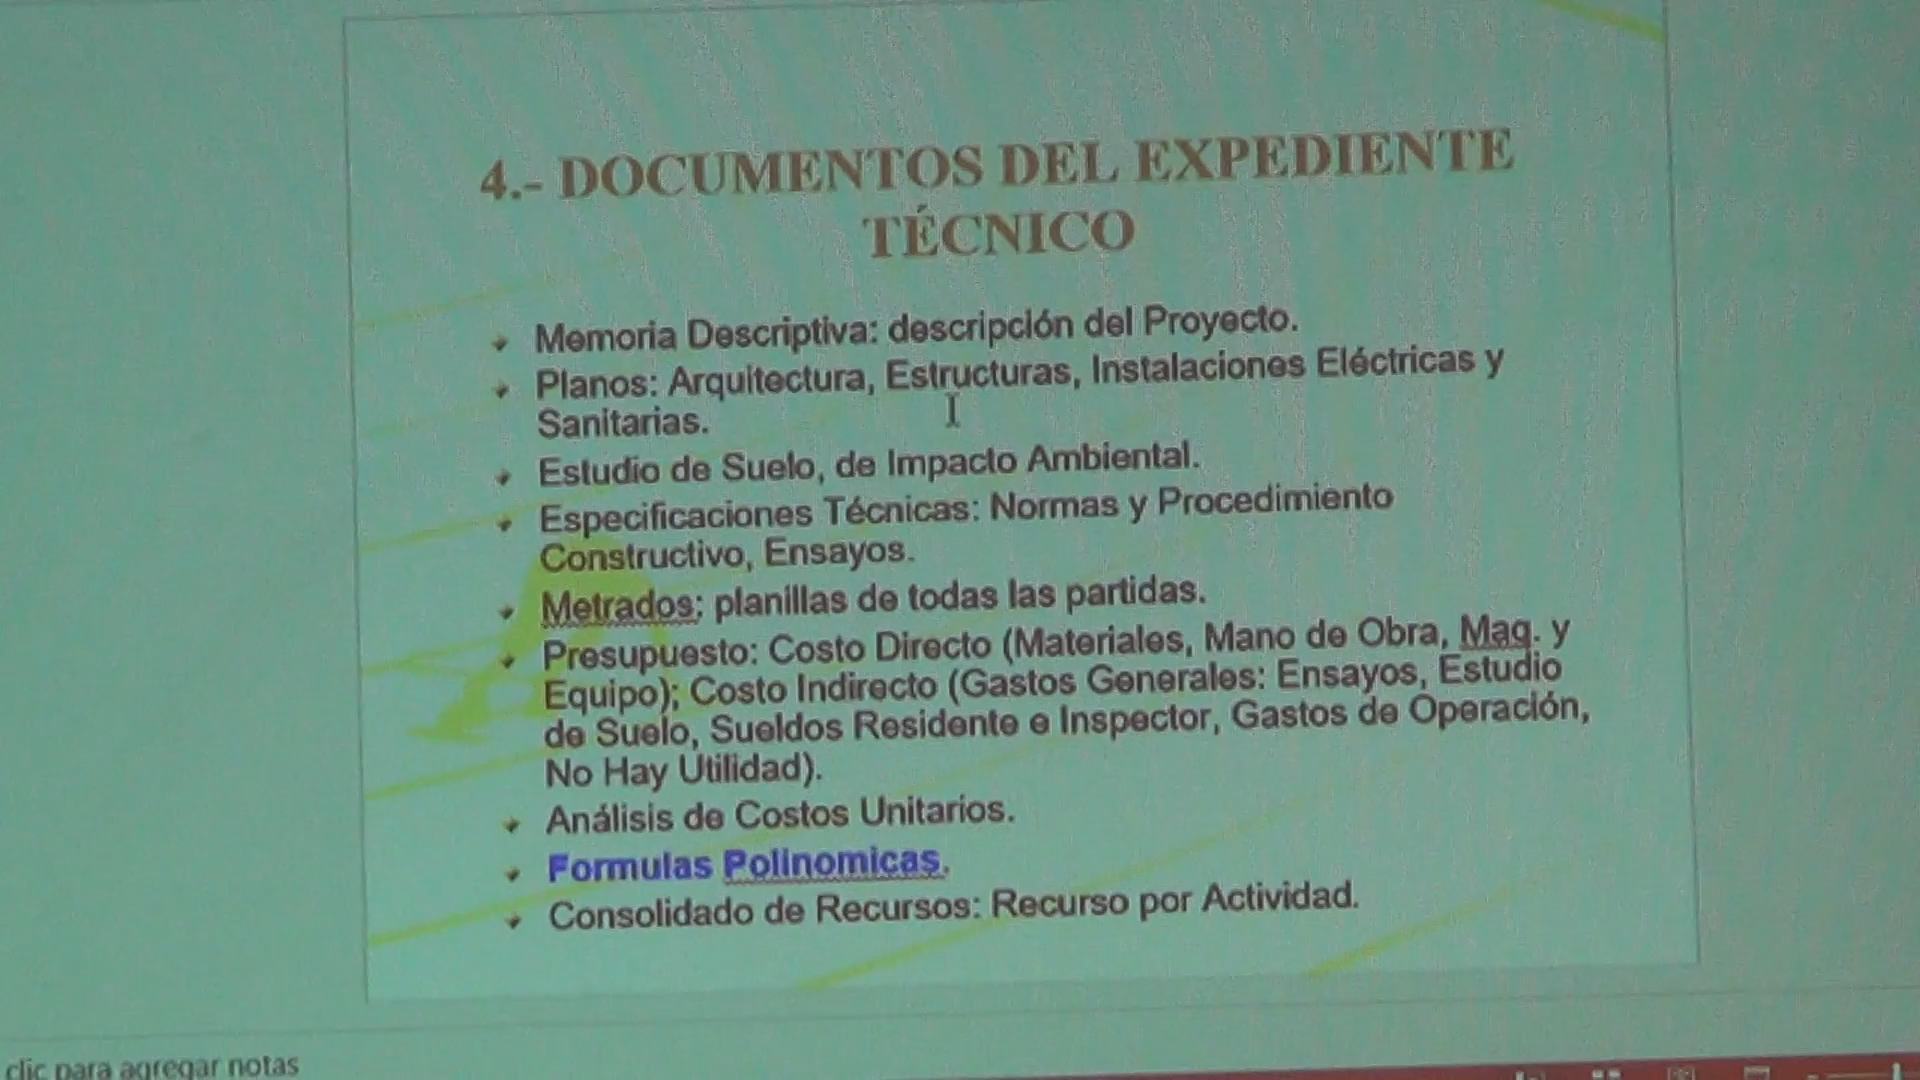 4.- DOCUMENTOS DEL EXPEDIENTE
TÉCNICO
Memoria Descriptiva: descripción del Proyecto.
Planos: Arquitectura, Estructuras, Instalaciones Eléctricas y
Sanitarias.
Estudio de Suelo, de Impacto Ambiental.
Especificaciones Técnicas: Normas y Procedimiento
Constructivo, Ensayos.
Metrados: planillas de todas las partidas.
Presupuesto: Costo Directo (Materiales, Mano de Obra, Maq. y
Equipo); Costo Indirecto (Gastos Generales: Ensayos, Estudio
de Suelo, Sueldos Residente e Inspector, Gastos de Operación,
No Hay Utilidad).
Análisis de Costos Unitarios.
Formulas Polinomicas.
Consolidado de Recursos: Recurso por Actividad.
clic para agregar notas